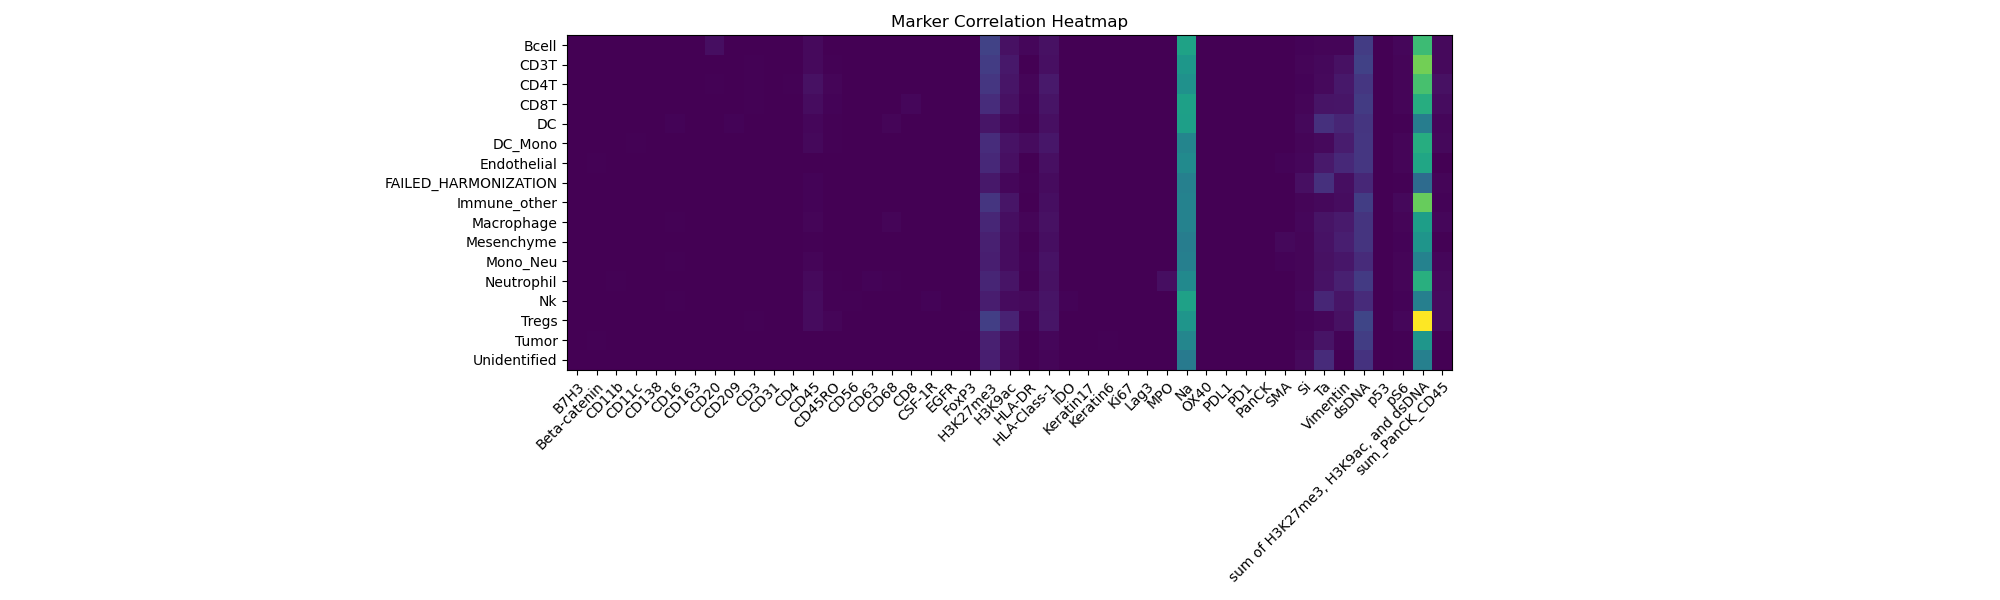 Marker Correlation Heatmap
Bcell
CD3T
CD4T
CD8T
DC
DC_Mono
Endothelial
FAILED_HARMONIZATION
Immune_other
Macrophage
Mesenchyme
Mono_Neu
Neutrophil
Nk
Tregs
Tumor
Unidentified
B7H3
Beta-catenin
CD11b
CD11c
CD138
CD16
CD163
CD20
CD209
CD3
CD31
CD4
CD45
CD45RO
CD56
CD63
CD68
CD8
CSF-1R
EGFR
FoxP3
H3K27me3
H3K9ac
HLA-DR
HLA-Class-1
IDO
Keratin17
Keratin6
Ki67
Lag3
MPO
Na
OX40
PDL1
PD1
PanCK
SMA
Si
Ta
Vimentin
dsDNA
p53
pS6
sum of H3K27me3, H3K9ac, and dsDNA
sum_PanCK_CD45